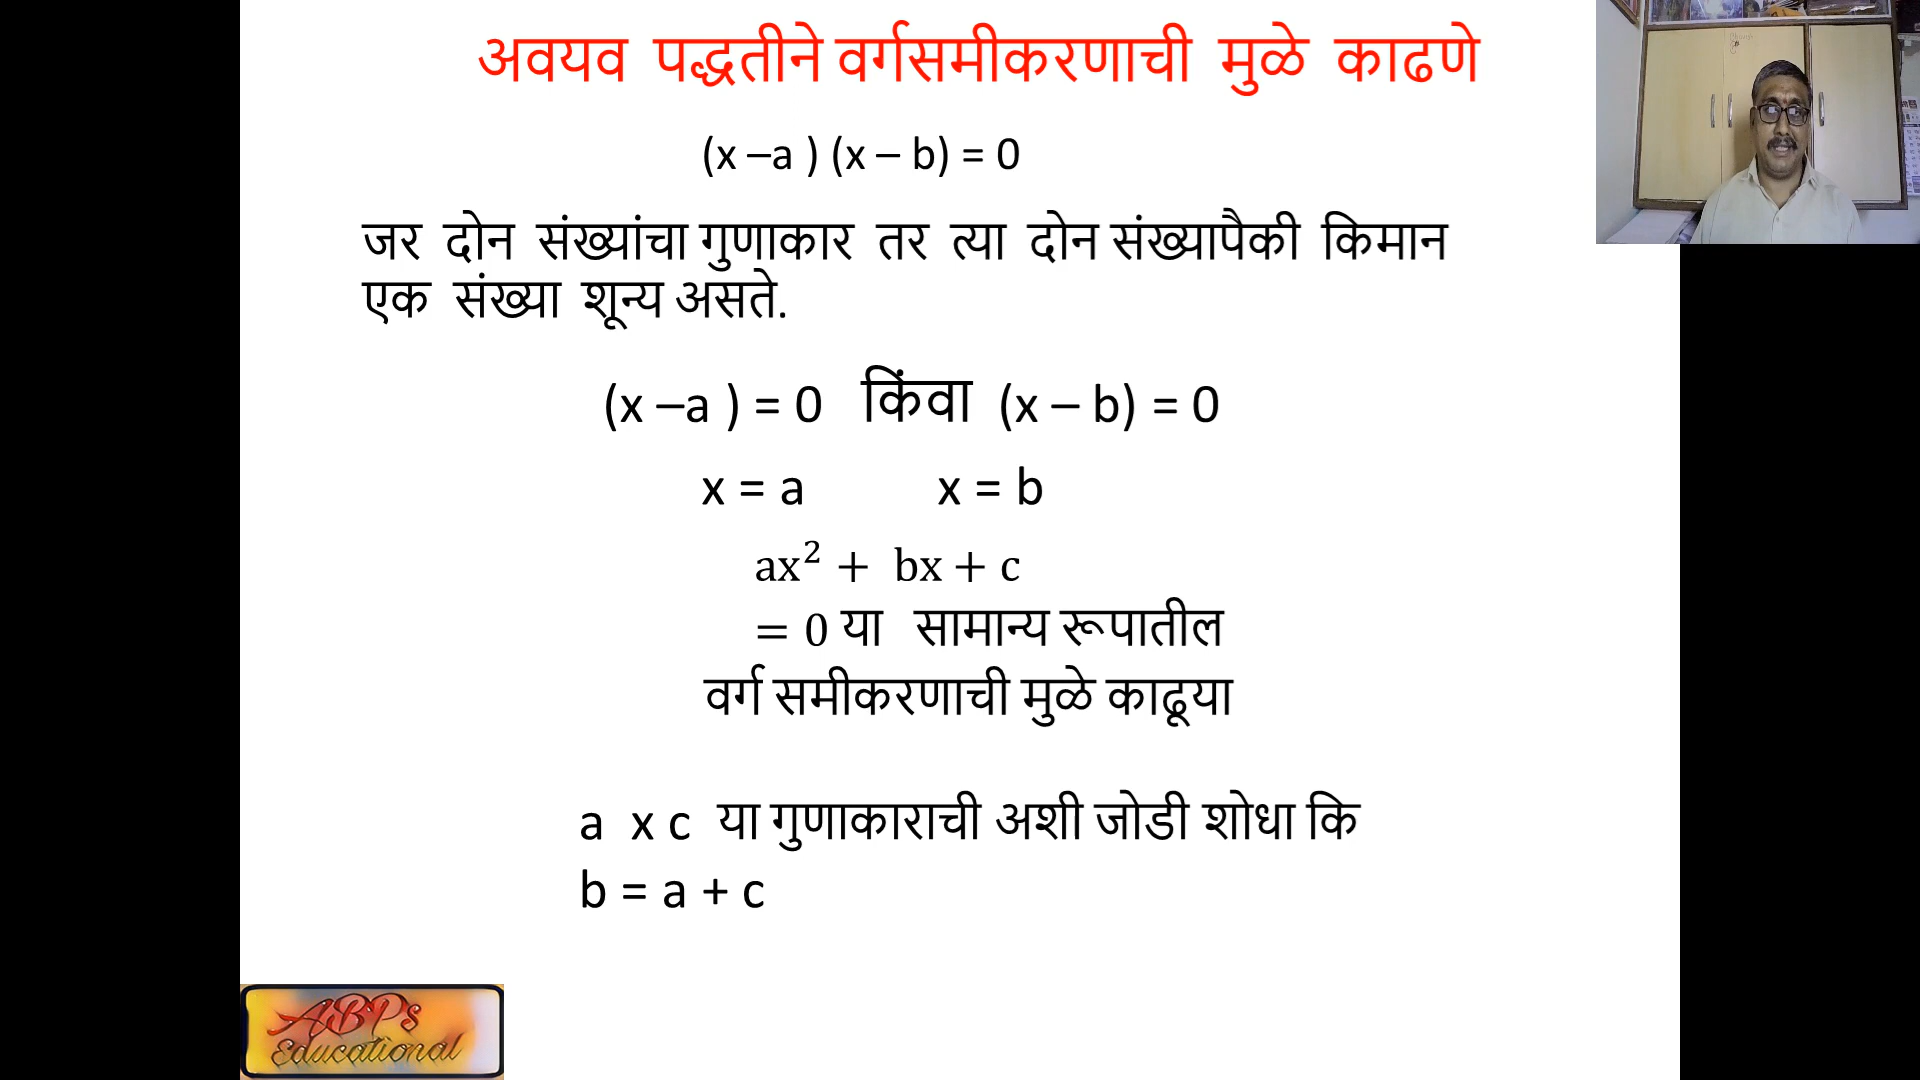 अवयव पद्धतीने वर्गसमीकरणाची मुळे काढणे
(x –a ) (x – b) = 0
जर दोन संख्यांचा गुणाकार तर त्या दोन संख्यापैकी किमान
एक संख्या शून्य असते.
(x –a ) = 0 किंवा (x – b) = 0
x = a x = b
ax² + bx + c
= 0 या सामान्य रूपातील
वर्ग समीकरणाची मुळे काढूया
a x c या गुणाकाराची अशी जोडी शोधा कि
b = a + c
ABPs
Educational